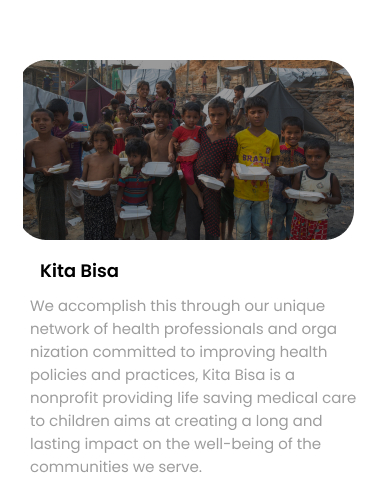 BRAZIL
Kita Bisa
We accomplish this through our unique
network of health professionals and orga
nization committed to improving health
policies and practices, Kita Bisa is a
nonprofit providing life saving medical care
to children aims at creating a long and
lasting impact on the well-being of the
communities we serve.